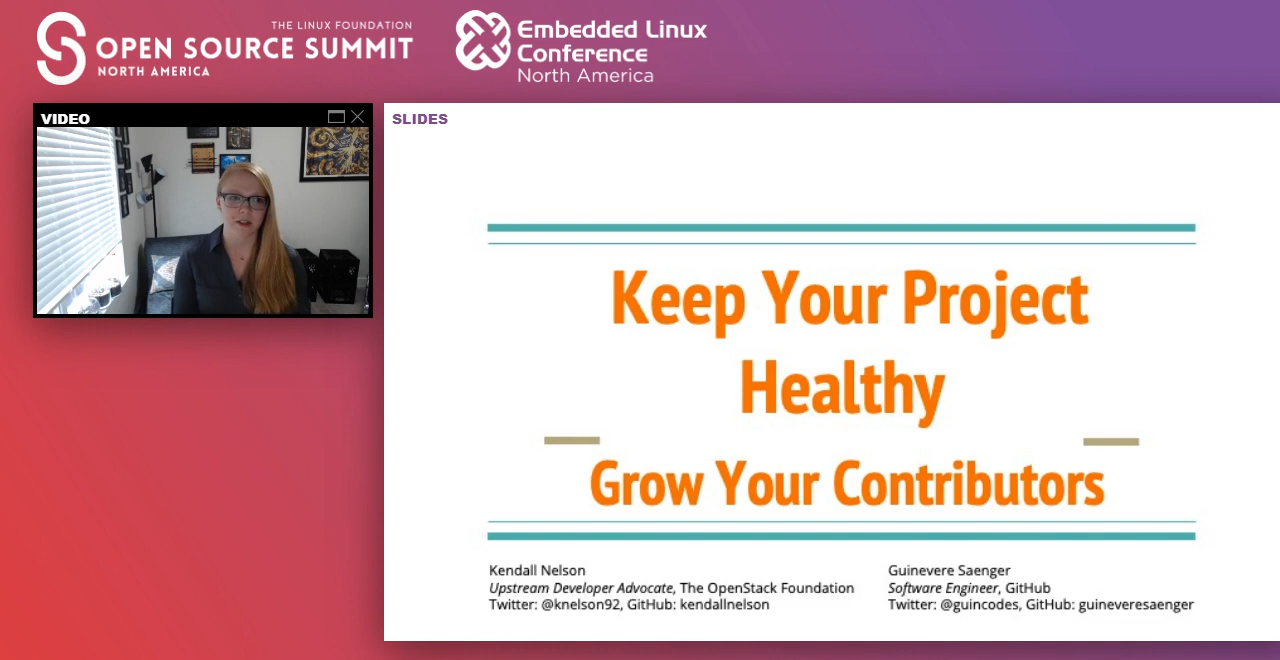 THE LINUX FOUNDATION
OPEN SOURCE SUMMIT
NORTH AMERICA
Embedded Linux
Conference
North America
VIDEO
SLIDES
Keep Your Project
Healthy
Grow Your Contributors
Kendall Nelson
Upstream Developer Advocate, The OpenStack Foundation
Twitter: @knelson92, GitHub: kendallnelson
Guinevere Saenger
Software Engineer, GitHub
Twitter: @guincodes, GitHub: guineveresaenger